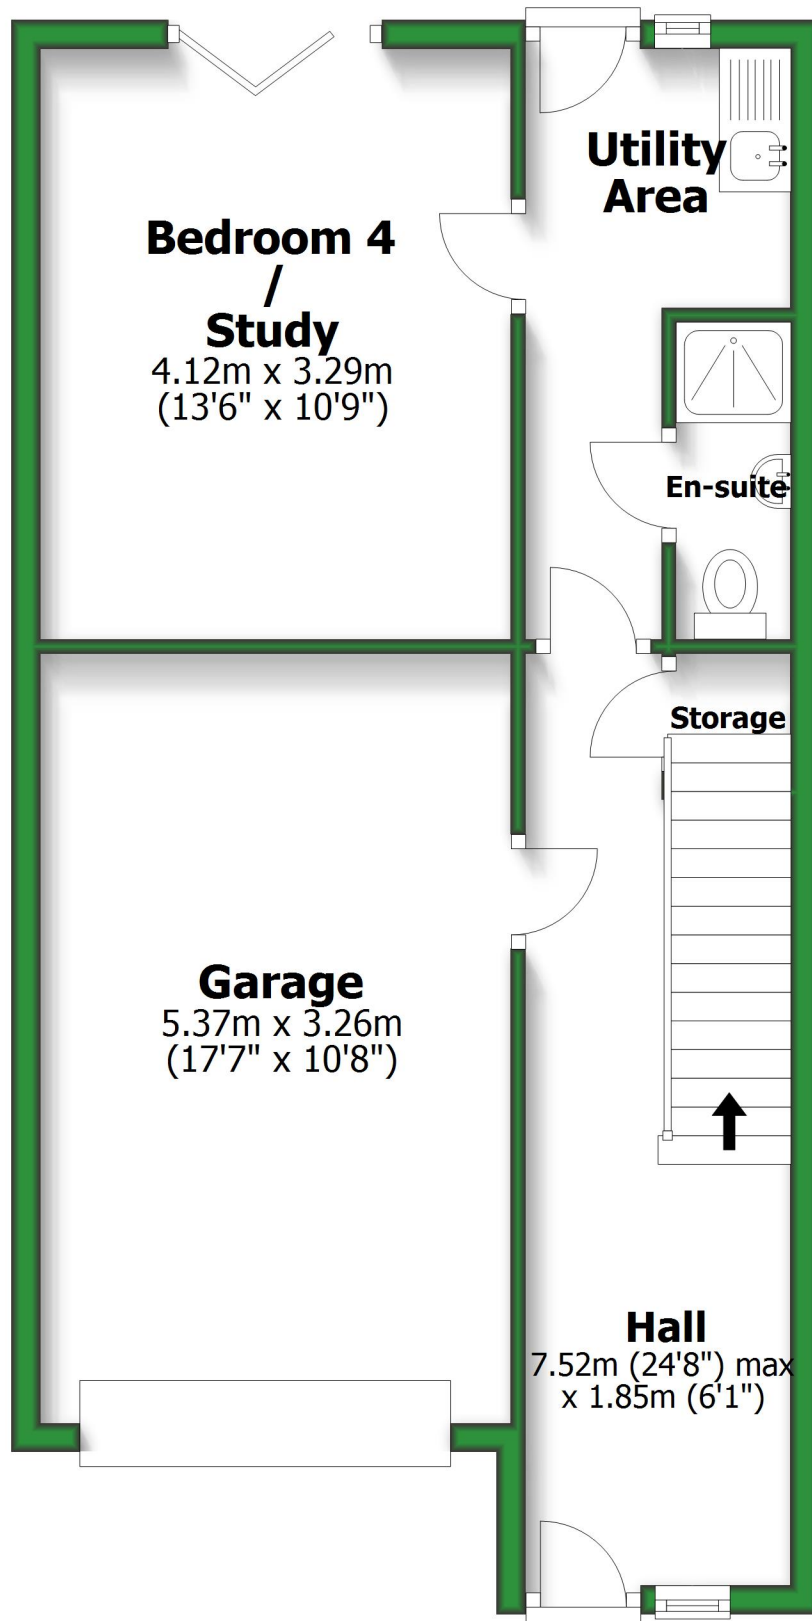 Utility
Area
Bedroom 4
/
Study
4.12m x 3.29m
(13'6" x 10'9")
En-suite
Storage
Garage
5.37m x 3.26m
(17'7" x 10'8")
Hall
7.52m (24'8") max
x 1.85m (6'1")